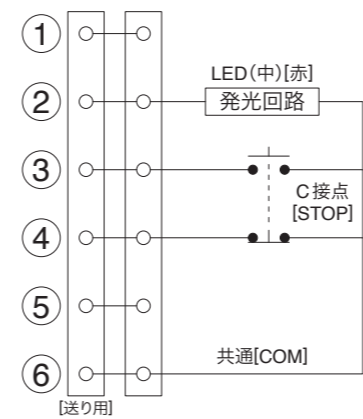 ①
LED(中)[赤]
② 発光回路
③
C接点
[STOP]
④
⑤
共通[COM]
⑥
[送り用]